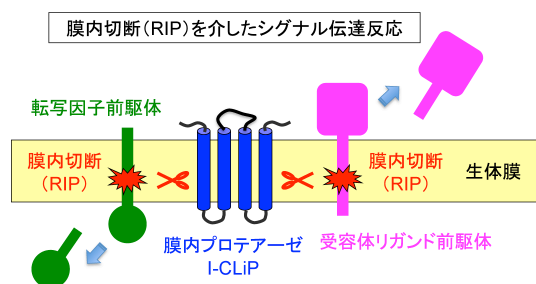 膜内切断（RIP）を介したシグナル伝達反応
転写因子前駆体
膜内切断
（RIP）
膜内切断
（RIP）
生体膜
膜内プロテアーゼ
I-CLiP
受容体リガンド前駆体